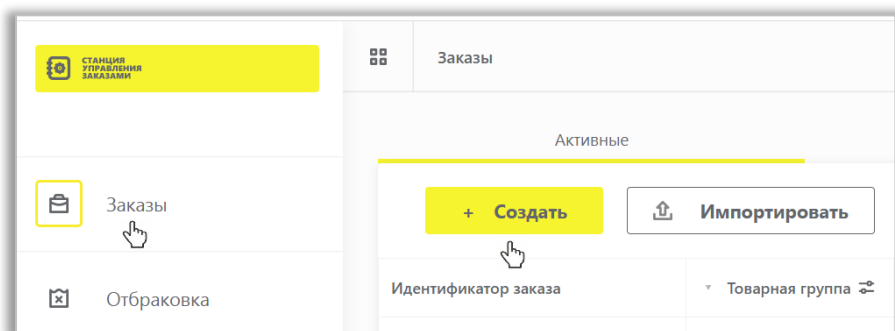 СТАНЦИЯ
УПРАВЛЕНИЯ
ЗАКАЗАМИ
Заказы
Активные
Заказы
+ Создать
Импортировать
Идентификатор заказа
Товарная группа
Отбраковка